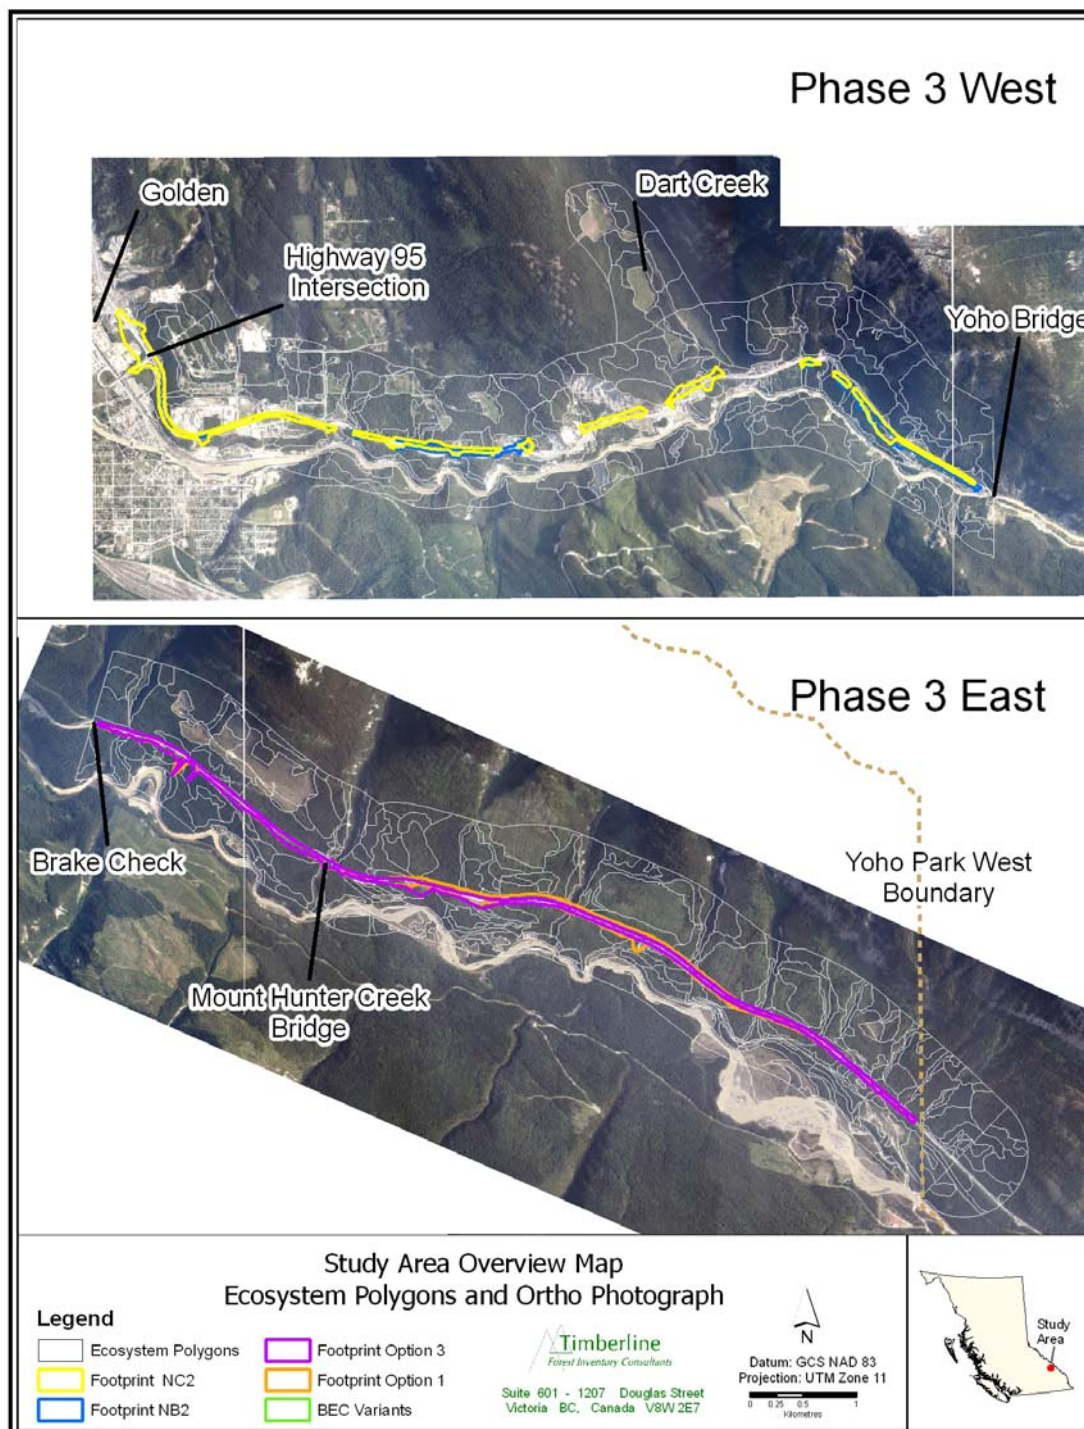 Phase 3 West
Golden
Highway 95
Intersection
Dart Creek
Yoho Bridge
Phase 3 East
Brake Check
Mount Hunter Creek
Bridge
Yoho Park West
Boundary
Study Area Overview Map
Ecosystem Polygons and Ortho Photograph
Legend
Ecosystem Polygons
Footprint NC2
Footprint NB2
Footprint Option 3
Footprint Option 1
BEC Variants
Timberline
Forest Inventory Consultants
Suite 601 - 1207 Douglas Street
Victoria BC, Canada V8W 2E7
N
Datum: GCS NAD 83
Projection: UTM Zone 11
0 0.25 0.5 1
Kilometres
Study
Area